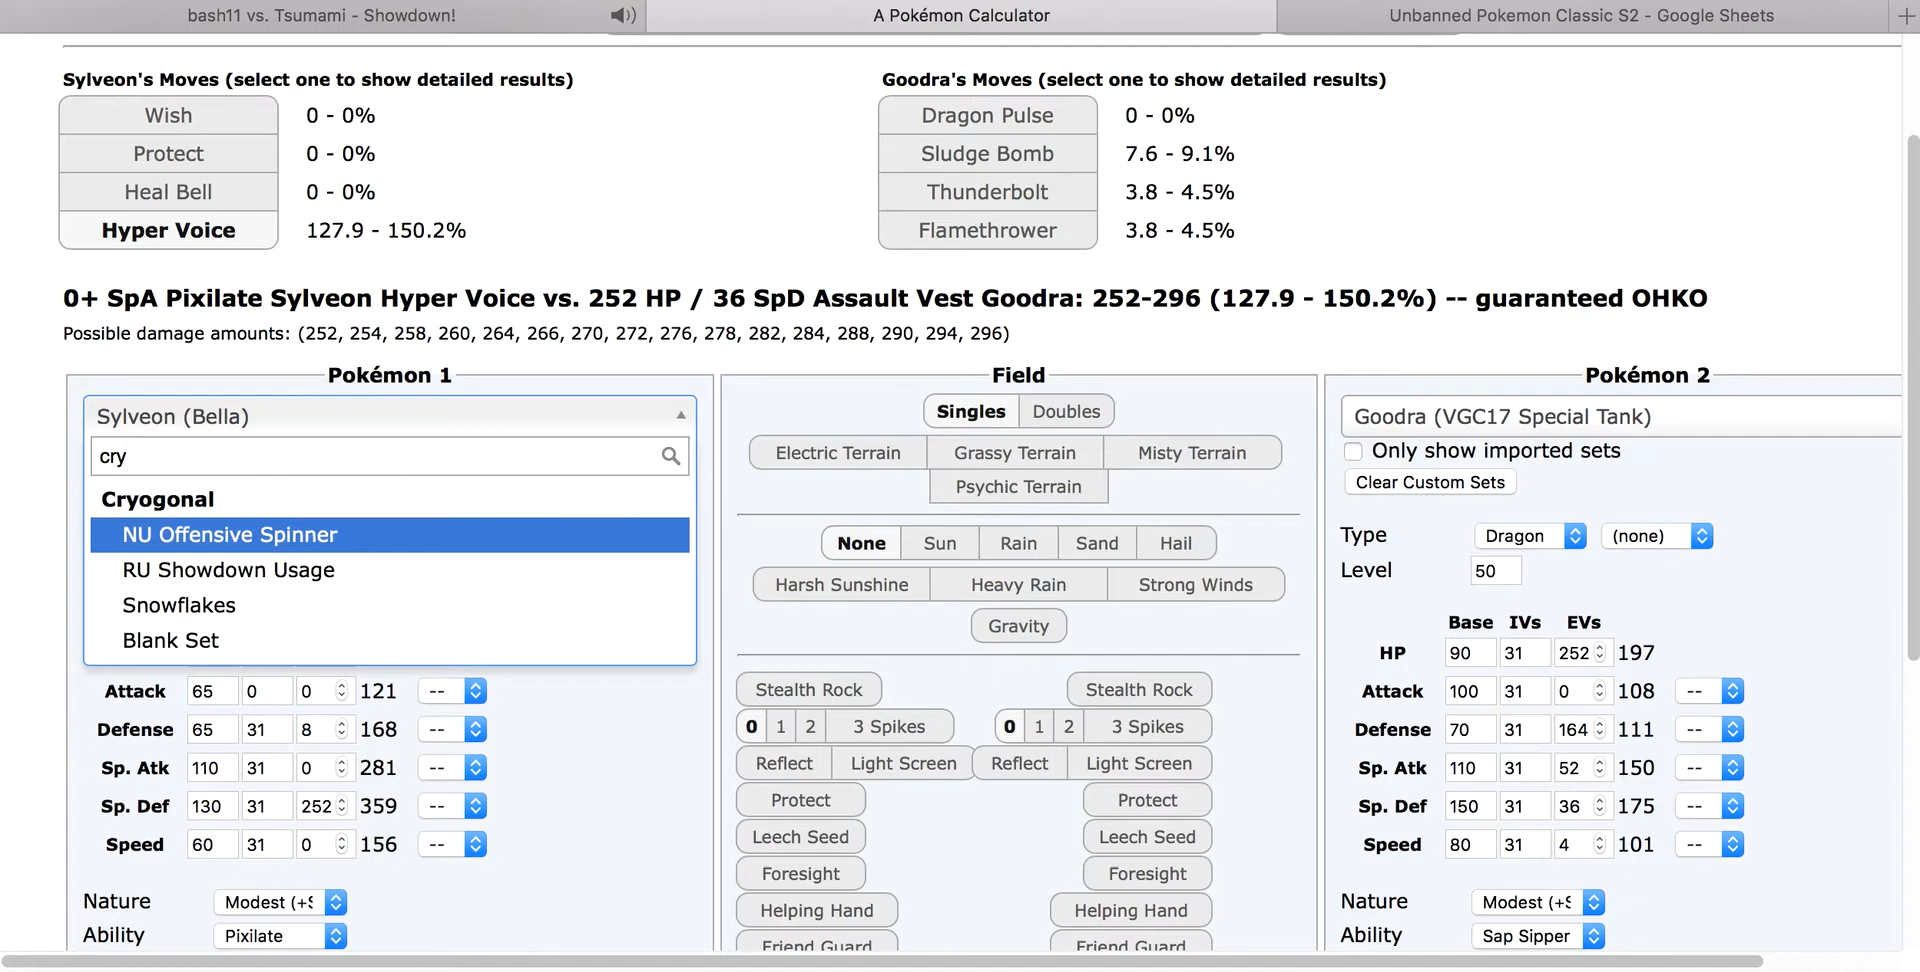 bash11 vs. Tsumami - Showdown!
A Pokémon Calculator
Unbanned Pokemon Classic S2 - Google Sheets
Sylveon's Moves (select one to show detailed results)
Wish 0 - 0%
Protect 0 - 0%
Heal Bell 0 - 0%
Hyper Voice 127.9 - 150.2%
Goodra's Moves (select one to show detailed results)
Dragon Pulse 0 - 0%
Sludge Bomb 7.6 - 9.1%
Thunderbolt 3.8 - 4.5%
Flamethrower 3.8 - 4.5%
0+ SpA Pixilate Sylveon Hyper Voice vs. 252 HP / 36 SpD Assault Vest Goodra: 252-296 (127.9 - 150.2%) -- guaranteed OHKO
Possible damage amounts: (252, 254, 258, 260, 264, 266, 270, 272, 276, 278, 282, 284, 288, 290, 294, 296)
Pokémon 1
Sylveon (Bella)
cry
Cryogonal
NU Offensive Spinner
RU Showdown Usage
Snowflakes
Blank Set
Attack 65 0 0 121 --
Defense 65 31 8 168 --
Sp. Atk 110 31 0 281 --
Sp. Def 130 31 252 359 --
Speed 60 31 0 156 --
Nature Modest (+S
Ability Pixilate
Field
Singles Doubles
Electric Terrain Grassy Terrain Misty Terrain
Psychic Terrain
None Sun Rain Sand Hail
Harsh Sunshine Heavy Rain Strong Winds
Gravity
Stealth Rock Stealth Rock
0 1 2 3 Spikes 0 1 2 3 Spikes
Reflect Light Screen Reflect Light Screen
Protect Protect
Leech Seed Leech Seed
Foresight Foresight
Helping Hand Helping Hand
Friend Guard Friend Guard
Pokémon 2
Goodra (VGC17 Special Tank)
Only show imported sets
Clear Custom Sets
Type Dragon (none)
Level 50
Base IVs EVs
HP 90 31 252 197
Attack 100 31 0 108 --
Defense 70 31 164 111 --
Sp. Atk 110 31 52 150 --
Sp. Def 150 31 36 175 --
Speed 80 31 4 101 --
Nature Modest (+S
Ability Sap Sipper